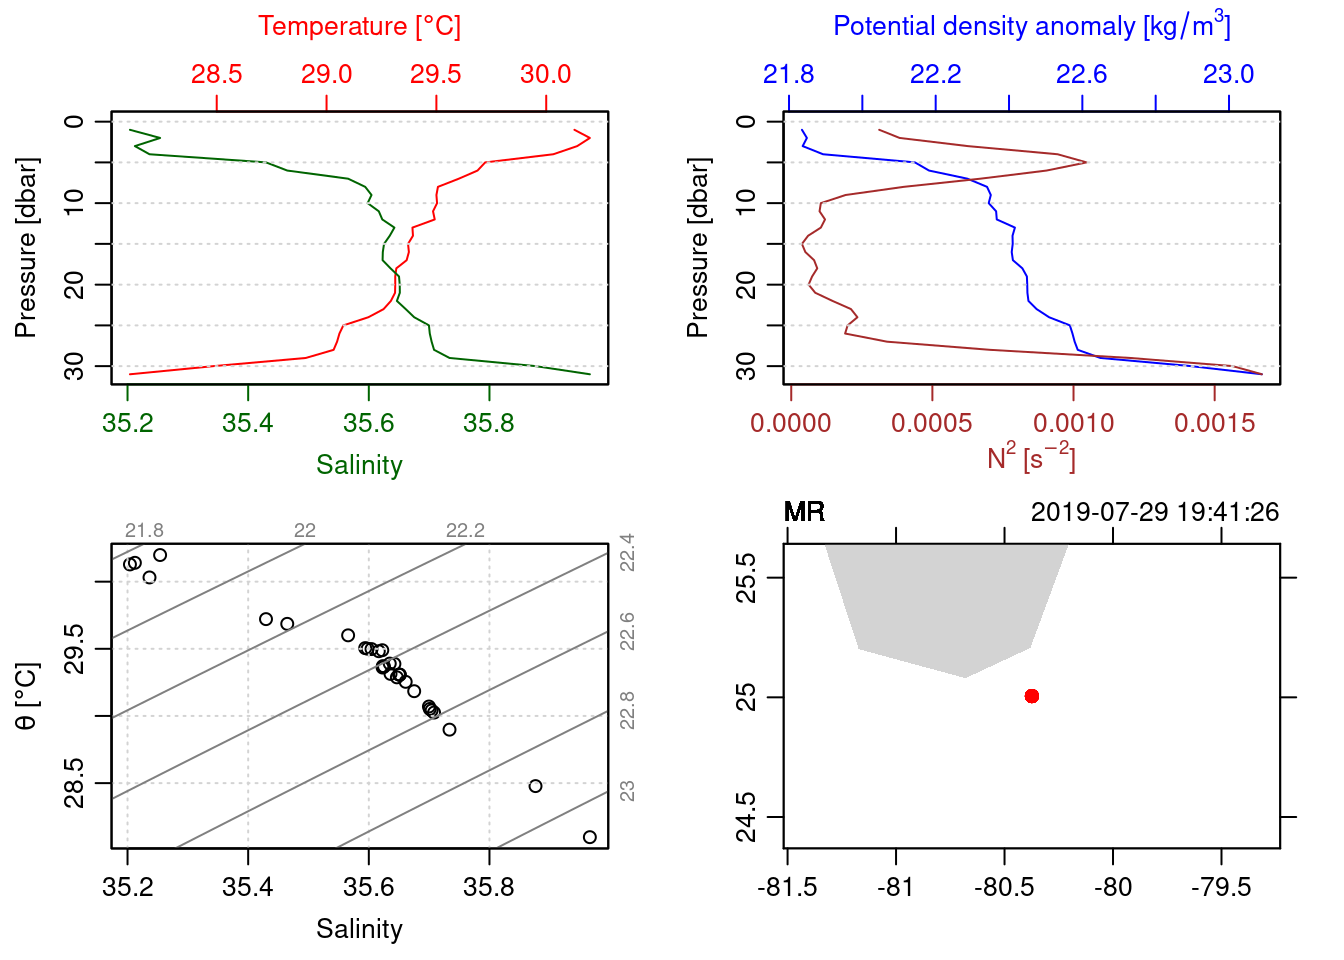 Temperature [°C]
28.5 29.0 29.5 30.0
0
10
20
30
Pressure [dbar]
35.2 35.4 35.6 35.8
Salinity
Potential density anomaly [kg/m³]
21.8 22.2 22.6 23.0
0
10
20
30
Pressure [dbar]
0.0000 0.0005 0.0010 0.0015
N² [s⁻²]
21.8 22 22.2
22.4
22.6
22.8
23
29.5
28.5
θ [°C]
35.2 35.4 35.6 35.8
Salinity
MR 2019-07-29 19:41:26
25.5
25
24.5
-81.5 -81 -80.5 -80 -79.5